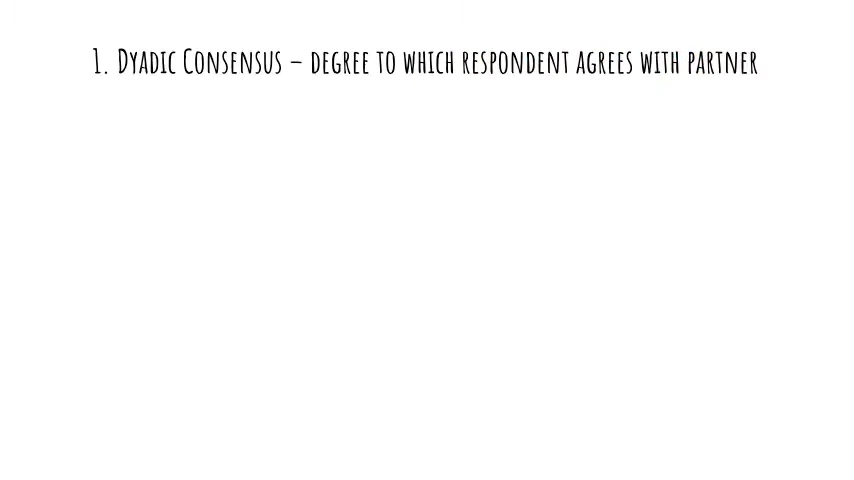 1. Dyadic Consensus – degree to which respondent agrees with partner